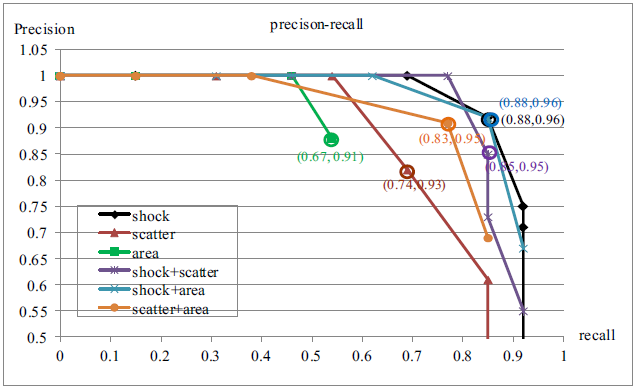 precison-recall
Precision
1.05
1
0.95
0.9
0.85
0.8
0.75
0.7
0.65
0.6
0.55
0.5
(0.88,0.96)
(0.88,0.96)
(0.83,0.95)
(0.85,0.95)
(0.67,0.91)
(0.74,0.93)
shock
scatter
area
shock+scatter
shock+area
scatter+area
0 0.1 0.2 0.3 0.4 0.5 0.6 0.7 0.8 0.9 1
recall